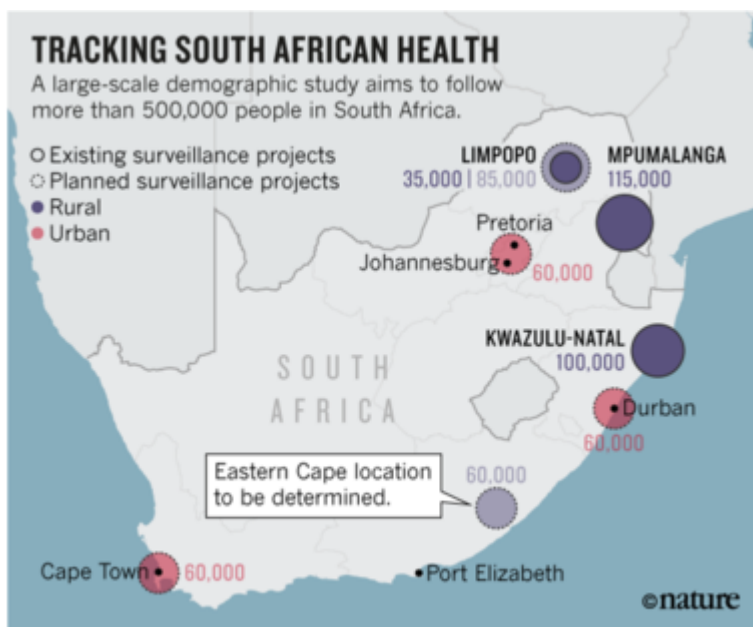 TRACKING SOUTH AFRICAN HEALTH
A large-scale demographic study aims to follow
more than 500,000 people in South Africa.
Existing surveillance projects
Planned surveillance projects
Rural
Urban
LIMPOPO
35,000 | 85,000
MPUMALANGA
115,000
Pretoria
Johannesburg
60,000
KWAZULU-NATAL
100,000
SOUTH
AFRICA
Durban
60,000
Eastern Cape location
to be determined.
60,000
Cape Town
60,000
Port Elizabeth
©nature